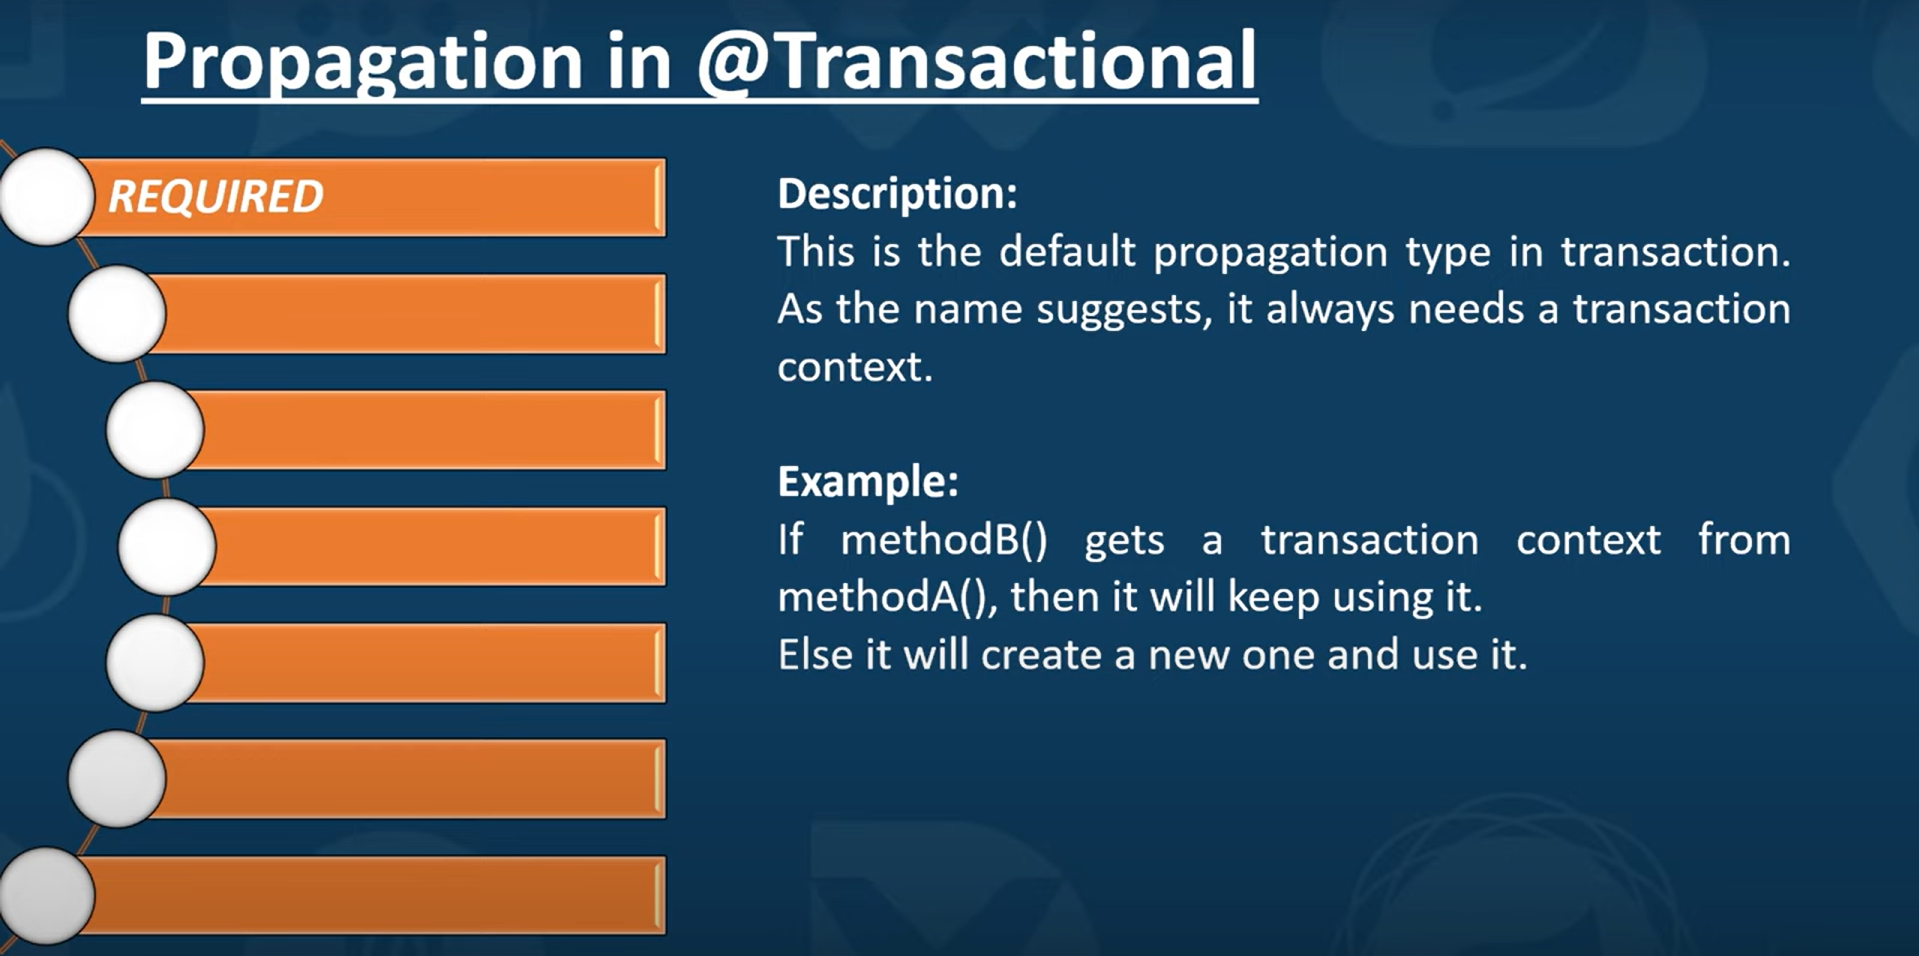 Propagation in @Transactional
REQUIRED
Description:
This is the default propagation type in transaction.
As the name suggests, it always needs a transaction
context.
Example:
If methodB() gets a transaction context from
methodA(), then it will keep using it.
Else it will create a new one and use it.